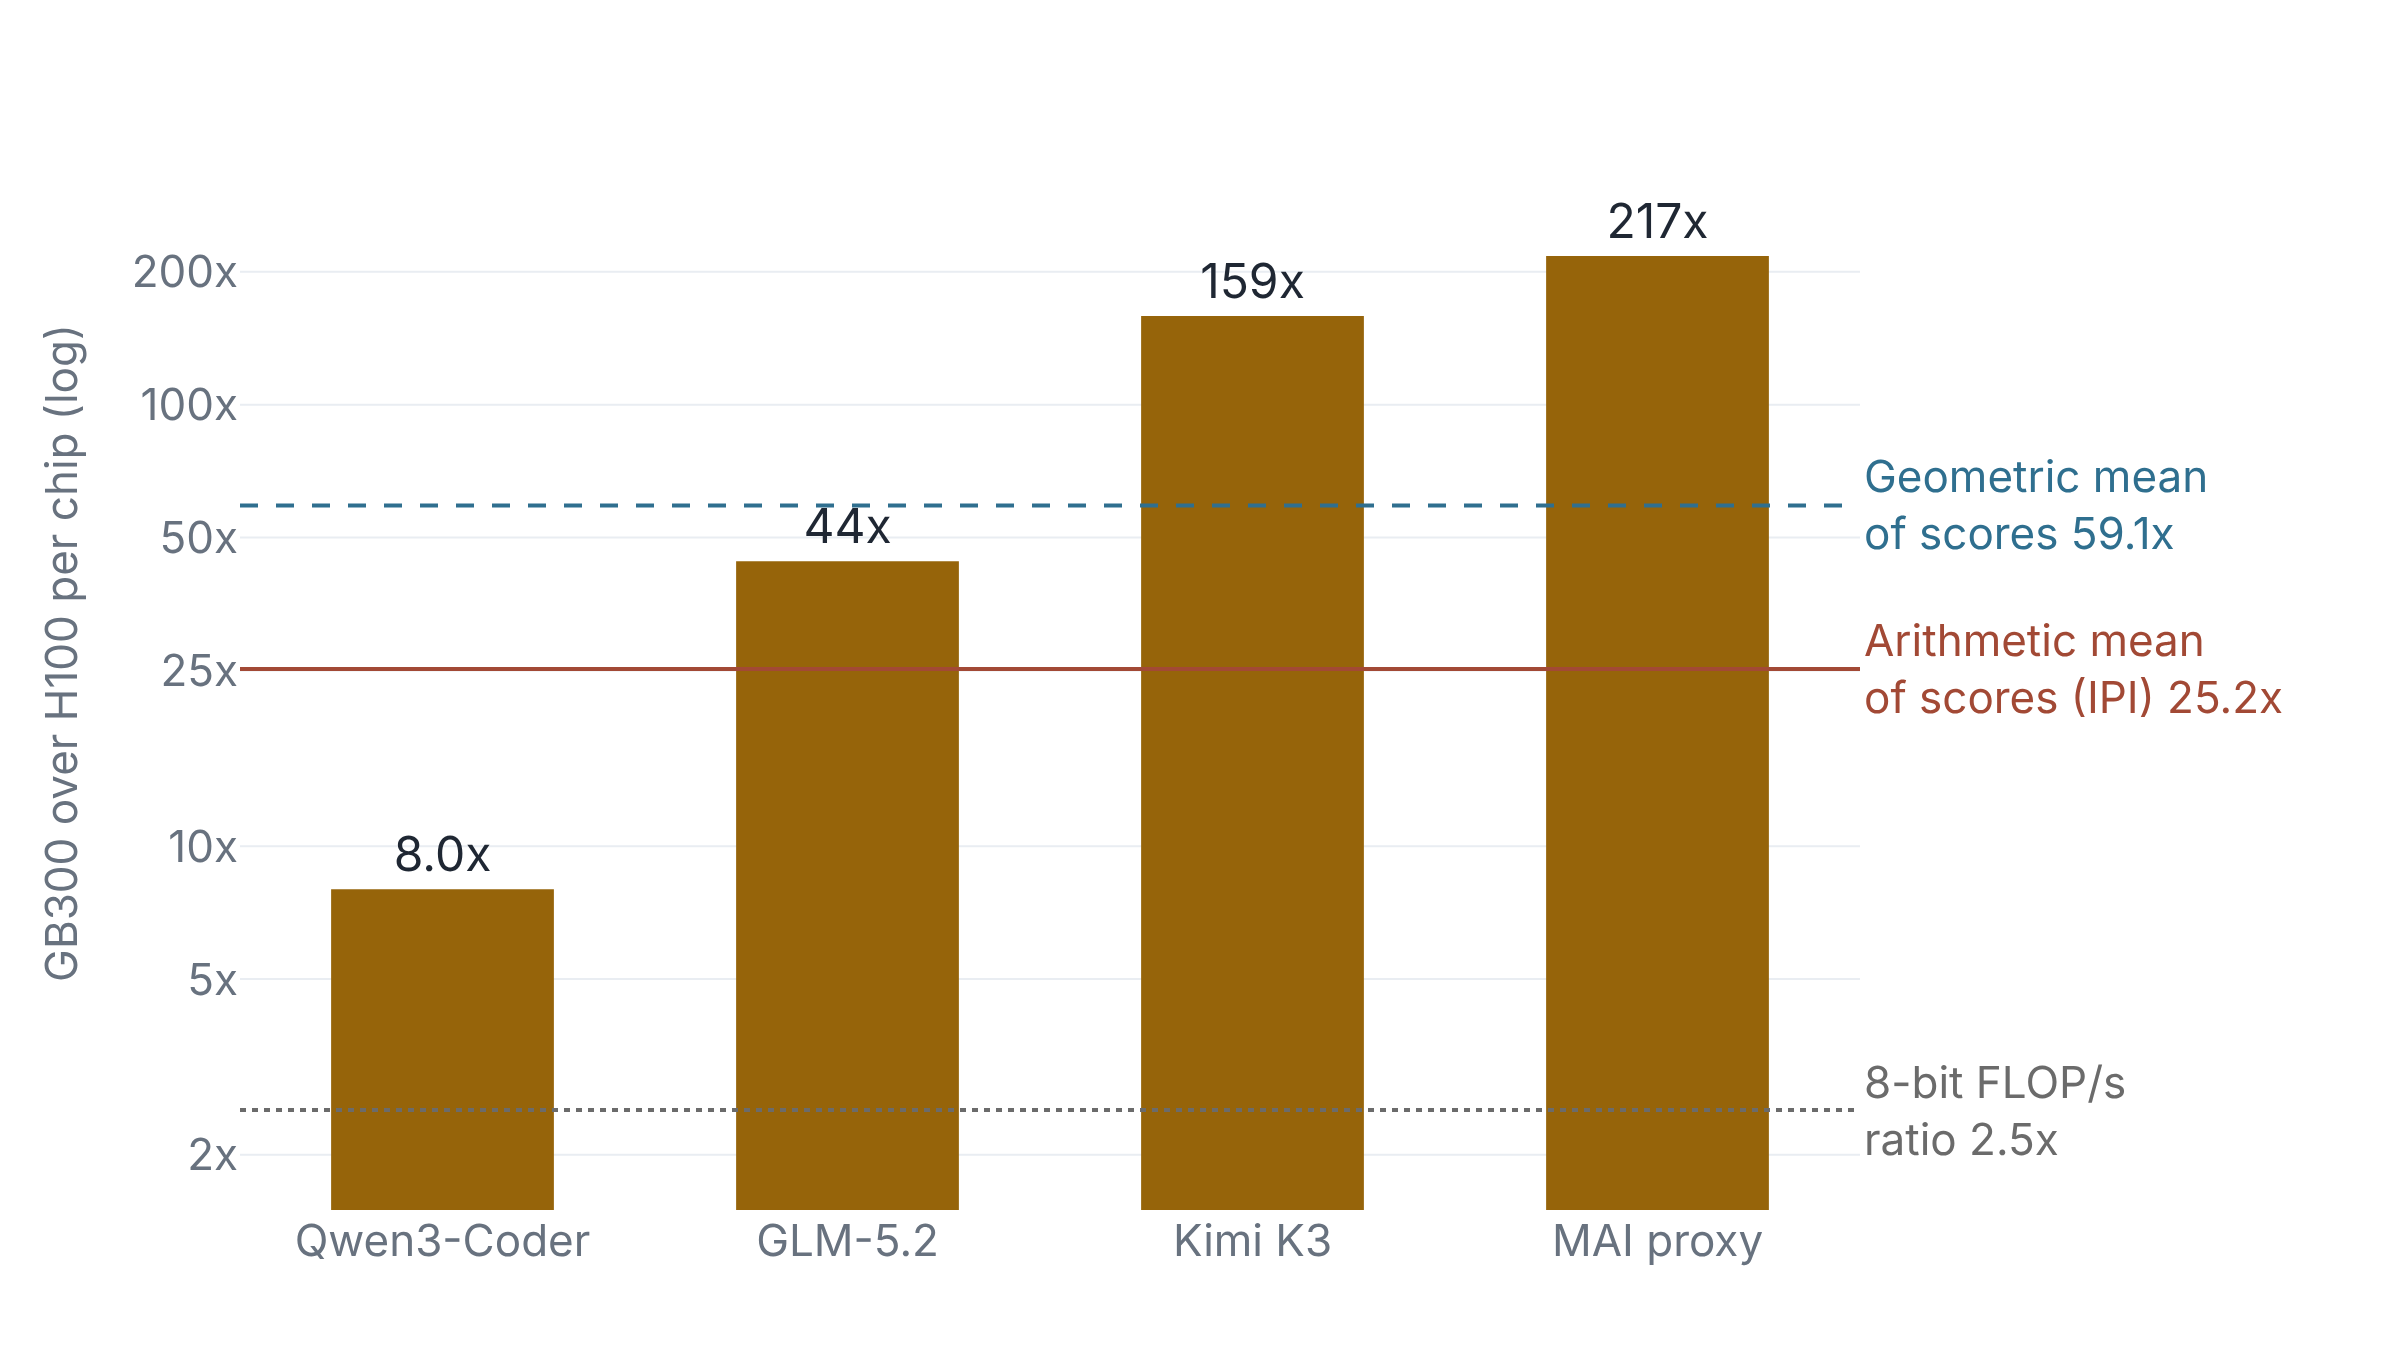 GB300 over H100 per chip (log)
200x
100x
50x
25x
10x
5x
2x
8.0x
44x
159x
217x
Geometric mean
of scores 59.1x
Arithmetic mean
of scores (IPI) 25.2x
8-bit FLOP/s
ratio 2.5x
Qwen3-Coder
GLM-5.2
Kimi K3
MAI proxy